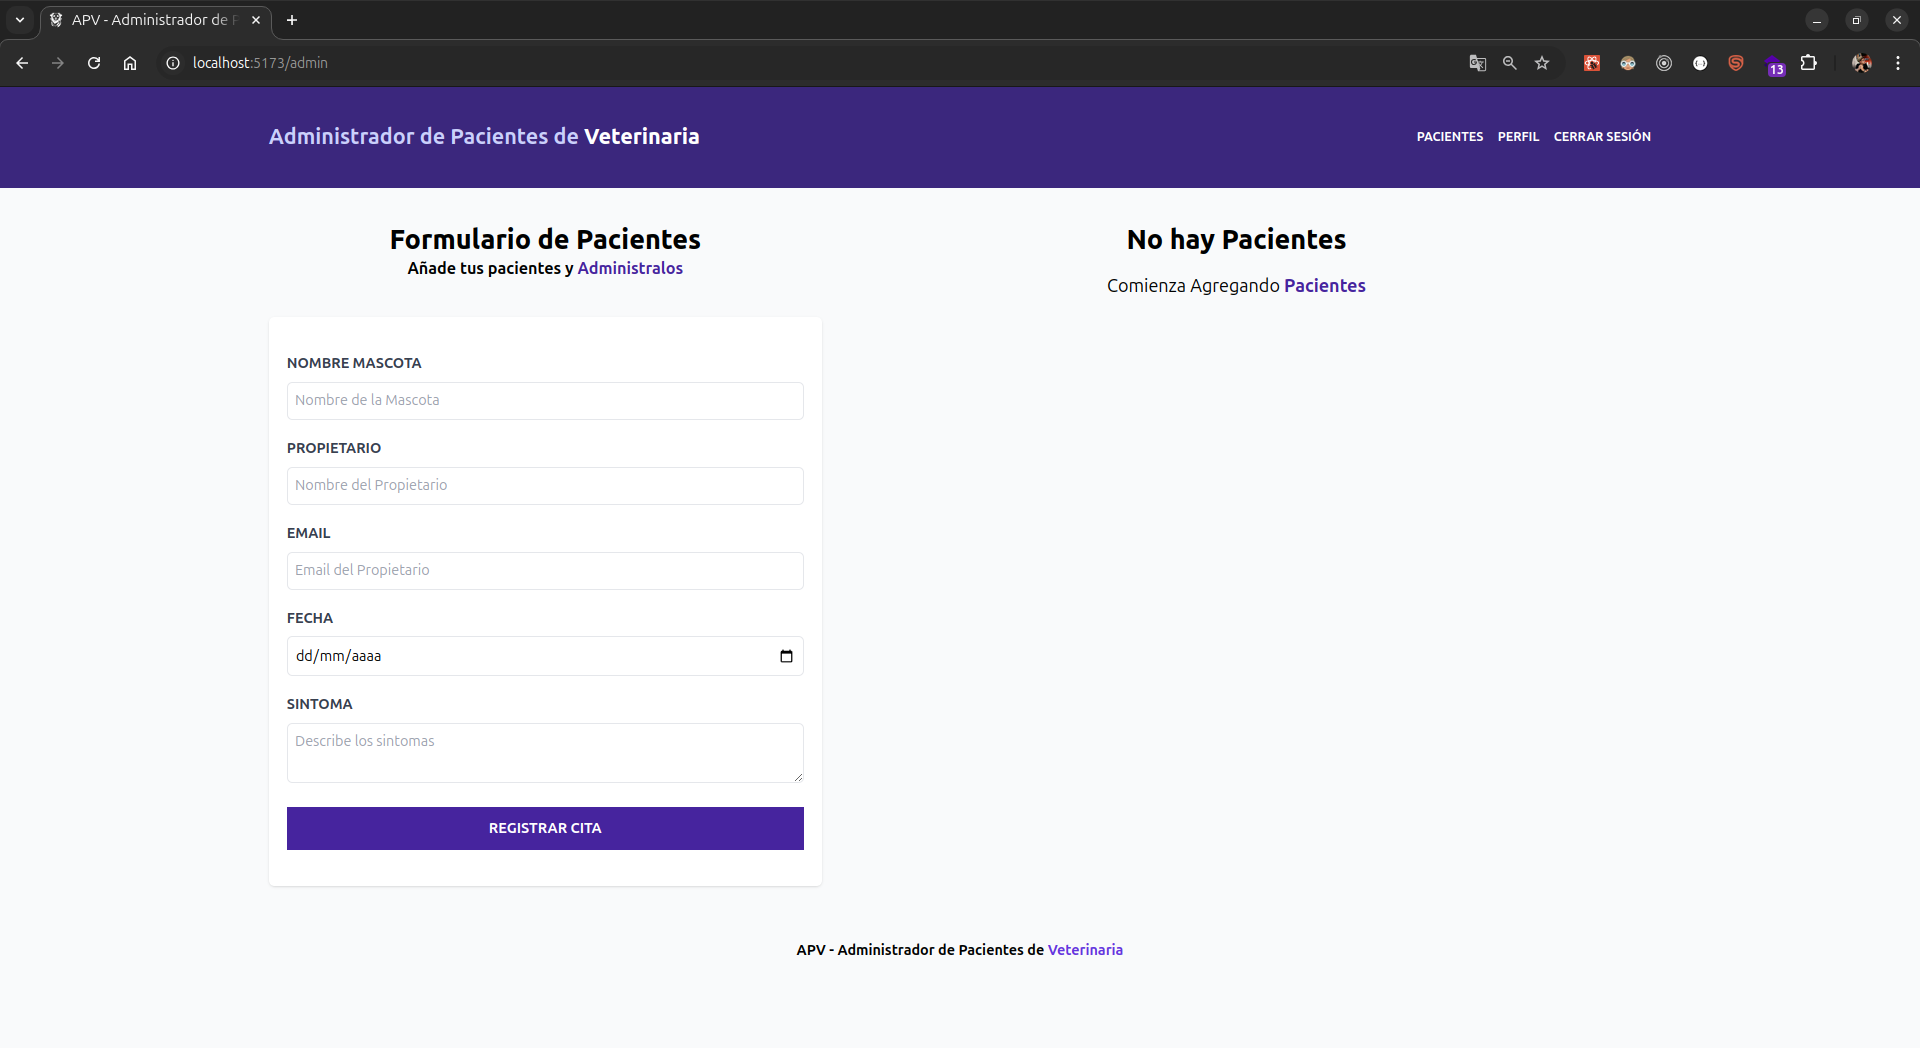 APV - Administrador de P
localhost:5173/admin
13
Administrador de Pacientes de Veterinaria
PACIENTES PERFIL CERRAR SESIÓN
Formulario de Pacientes
Añade tus pacientes y Administralos
NOMBRE MASCOTA
Nombre de la Mascota
PROPIETARIO
Nombre del Propietario
EMAIL
Email del Propietario
FECHA
dd/mm/aaaa
SINTOMA
Describe los sintomas
REGISTRAR CITA
No hay Pacientes
Comienza Agregando Pacientes
APV - Administrador de Pacientes de Veterinaria